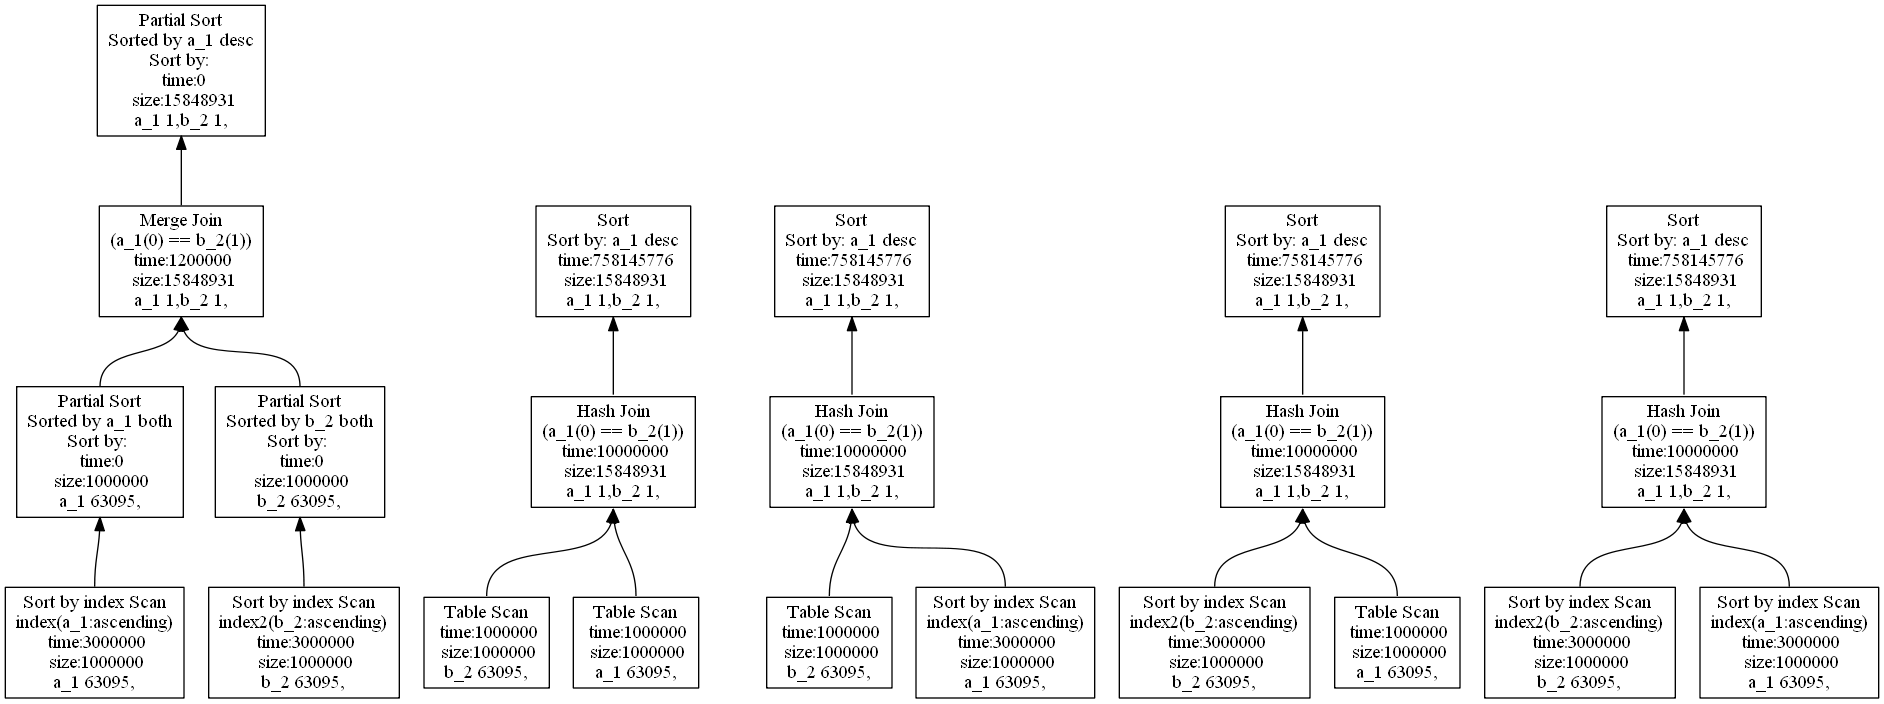 Partial Sort
Sorted by a_1 desc
Sort by:
time:0
size:15848931
a_1 1,b_2 1,
Merge Join
(a_1(0) == b_2(1))
time:1200000
size:15848931
a_1 1,b_2 1,
Sort
Sort by: a_1 desc
time:758145776
size:15848931
a_1 1,b_2 1,
Sort
Sort by: a_1 desc
time:758145776
size:15848931
a_1 1,b_2 1,
Sort
Sort by: a_1 desc
time:758145776
size:15848931
a_1 1,b_2 1,
Sort
Sort by: a_1 desc
time:758145776
size:15848931
a_1 1,b_2 1,
Partial Sort
Sorted by a_1 both
Sort by:
time:0
size:1000000
a_1 63095,
Partial Sort
Sorted by b_2 both
Sort by:
time:0
size:1000000
b_2 63095,
Hash Join
(a_1(0) == b_2(1))
time:10000000
size:15848931
a_1 1,b_2 1,
Hash Join
(a_1(0) == b_2(1))
time:10000000
size:15848931
a_1 1,b_2 1,
Hash Join
(a_1(0) == b_2(1))
time:10000000
size:15848931
a_1 1,b_2 1,
Hash Join
(a_1(0) == b_2(1))
time:10000000
size:15848931
a_1 1,b_2 1,
Sort by index Scan
index(a_1:ascending)
time:3000000
size:1000000
a_1 63095,
Sort by index Scan
index2(b_2:ascending)
time:3000000
size:1000000
b_2 63095,
Table Scan
time:1000000
size:1000000
b_2 63095,
Table Scan
time:1000000
size:1000000
a_1 63095,
Table Scan
time:1000000
size:1000000
b_2 63095,
Sort by index Scan
index(a_1:ascending)
time:3000000
size:1000000
a_1 63095,
Sort by index Scan
index2(b_2:ascending)
time:3000000
size:1000000
b_2 63095,
Table Scan
time:1000000
size:1000000
a_1 63095,
Sort by index Scan
index2(b_2:ascending)
time:3000000
size:1000000
b_2 63095,
Sort by index Scan
index(a_1:ascending)
time:3000000
size:1000000
a_1 63095,